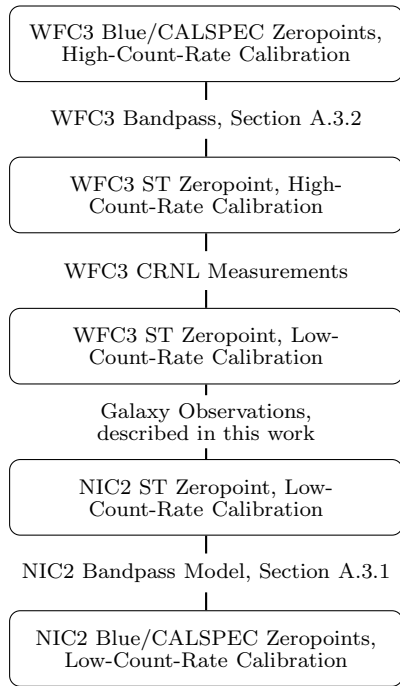 WFC3 Blue/CALSPEC Zeropoints,
High-Count-Rate Calibration
WFC3 Bandpass, Section A.3.2
WFC3 ST Zeropoint, High-
Count-Rate Calibration
WFC3 CRNL Measurements
WFC3 ST Zeropoint, Low-
Count-Rate Calibration
Galaxy Observations,
described in this work
NIC2 ST Zeropoint, Low-
Count-Rate Calibration
NIC2 Bandpass Model, Section A.3.1
NIC2 Blue/CALSPEC Zeropoints,
Low-Count-Rate Calibration